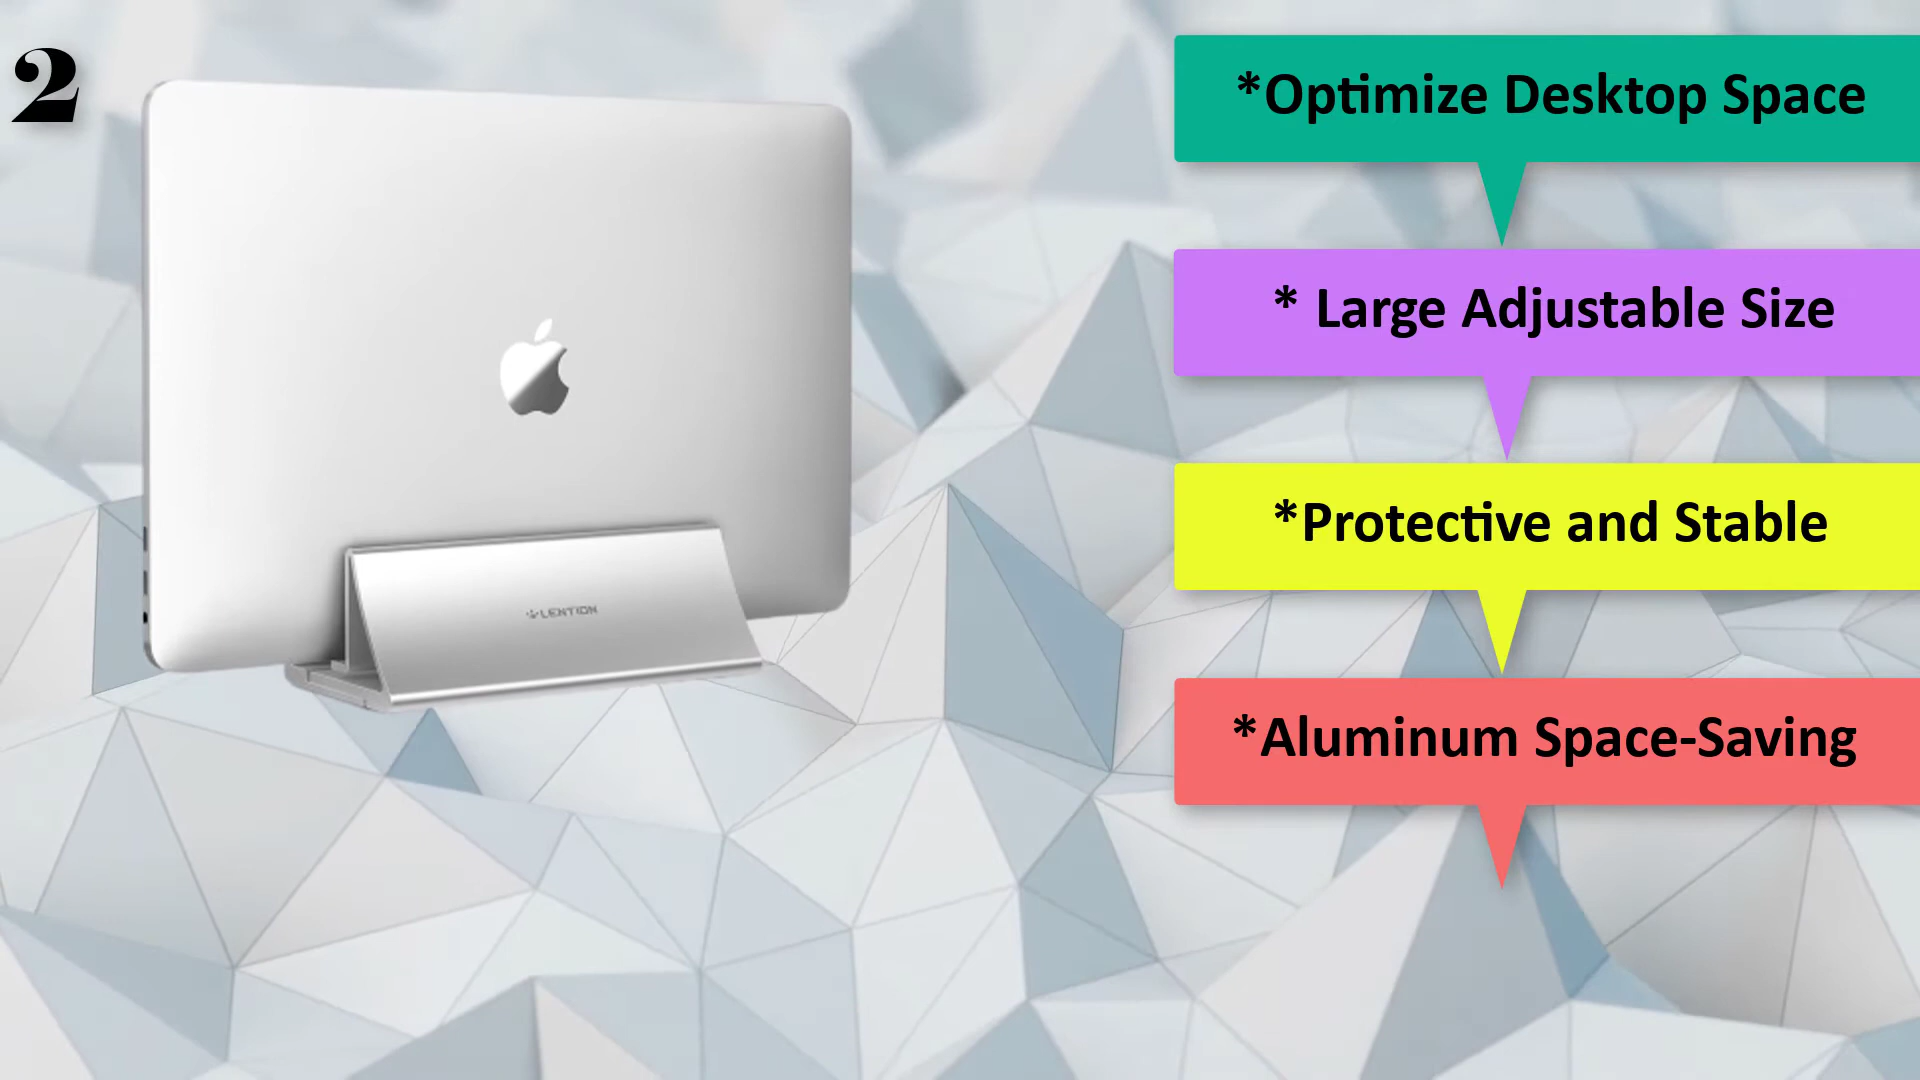 2
*Optimize Desktop Space
* Large Adjustable Size
*Protective and Stable
*Aluminum Space-Saving
LENTION